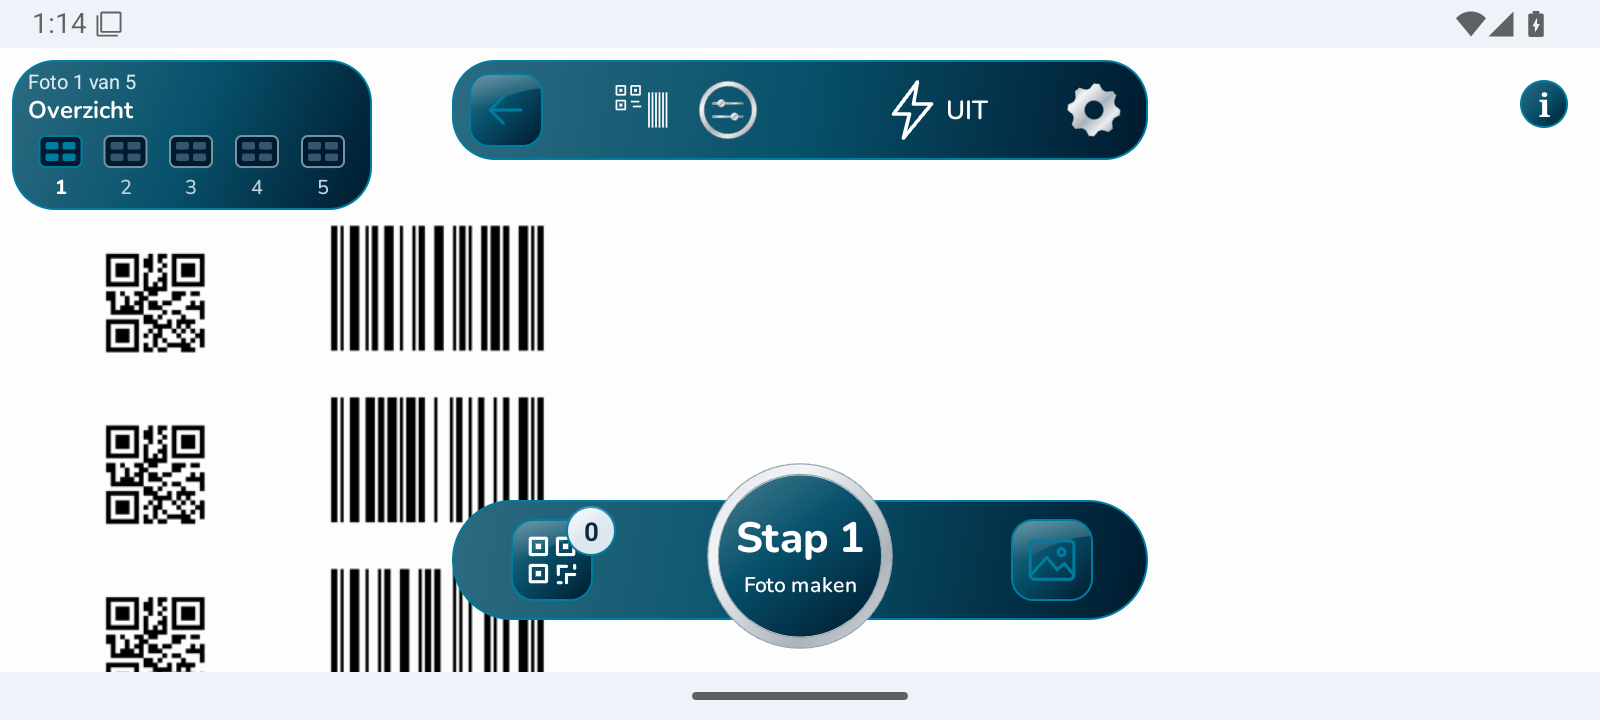 1:14
Foto 1 van 5
Overzicht
1 2 3 4 5
UIT
i
0
Stap 1
Foto maken